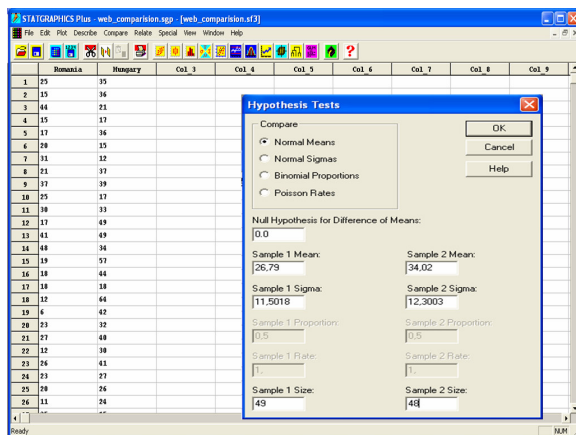 STATGRAPHICS Plus - web_comparision.sgp - [web_comparision.sf3]
File Edit Plot Describe Compare Relate Special View Window Help
Romania Hungary Col_3 Col_4 Col_5 Col_6 Col_7 Col_8 Col_9
1 25 35
2 15 36
3 44 21
4 15 17
5 17 36
6 20 15
7 31 12
8 21 37
9 37 39
10 25 17
11 30 33
12 17 49
13 41 49
14 48 34
15 19 57
16 18 44
17 18 18
18 12 64
19 6 42
20 23 32
21 27 40
22 12 30
23 26 41
24 23 27
25 20 26
26 11 24
Hypothesis Tests
Compare
Normal Means
Normal Sigmas
Binomial Proportions
Poisson Rates
OK
Cancel
Help
Null Hypothesis for Difference of Means:
0.0
Sample 1 Mean: Sample 2 Mean:
26,79 34,02
Sample 1 Sigma: Sample 2 Sigma:
11,5018 12,3003
Sample 1 Proportion: Sample 2 Proportion:
0,5 0,5
Sample 1 Rate: Sample 2 Rate:
1, 1,
Sample 1 Size: Sample 2 Size:
49 48
Ready NUM